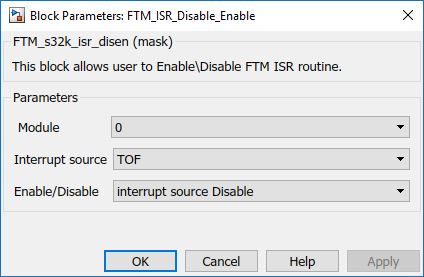 Block Parameters: FTM_ISR_Disable_Enable
FTM_s32k_isr_disen (mask)
This block allows user to Enable\Disable FTM ISR routine.
Parameters
Module 0
Interrupt source TOF
Enable/Disable interrupt source Disable
OK Cancel Help Apply